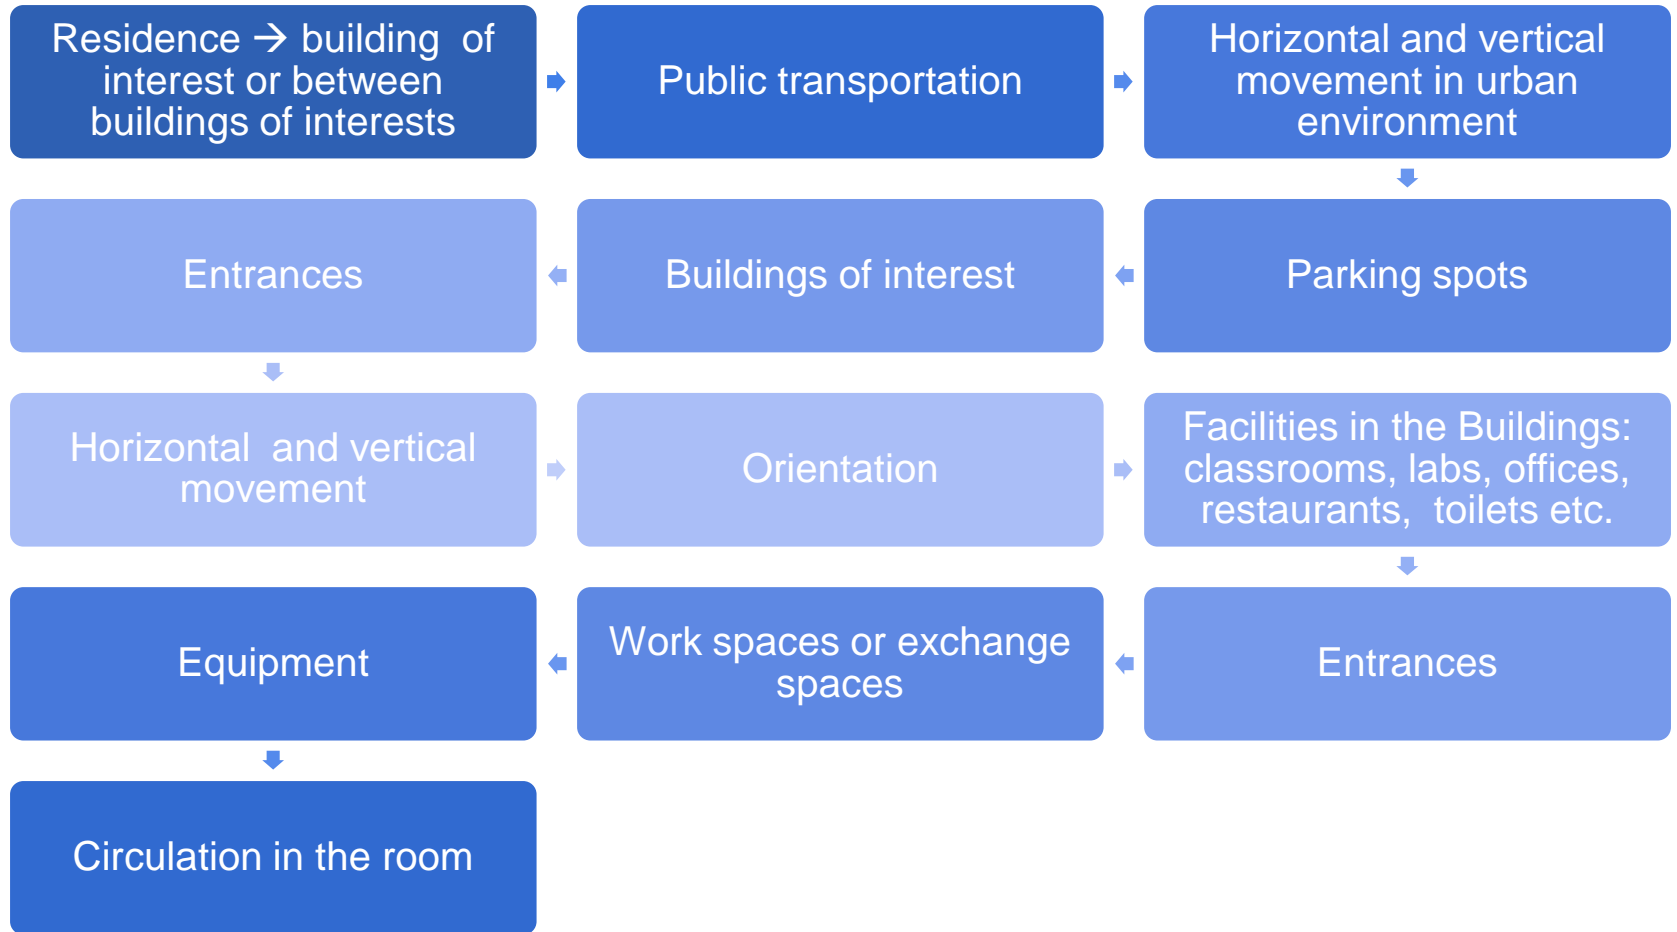 Residence → building of
interest or between
buildings of interests
Public transportation
Horizontal and vertical
movement in urban
environment
Parking spots
Buildings of interest
Entrances
Horizontal and vertical
movement
Orientation
Facilities in the Buildings:
classrooms, labs, offices,
restaurants, toilets etc.
Entrances
Work spaces or exchange
spaces
Equipment
Circulation in the room